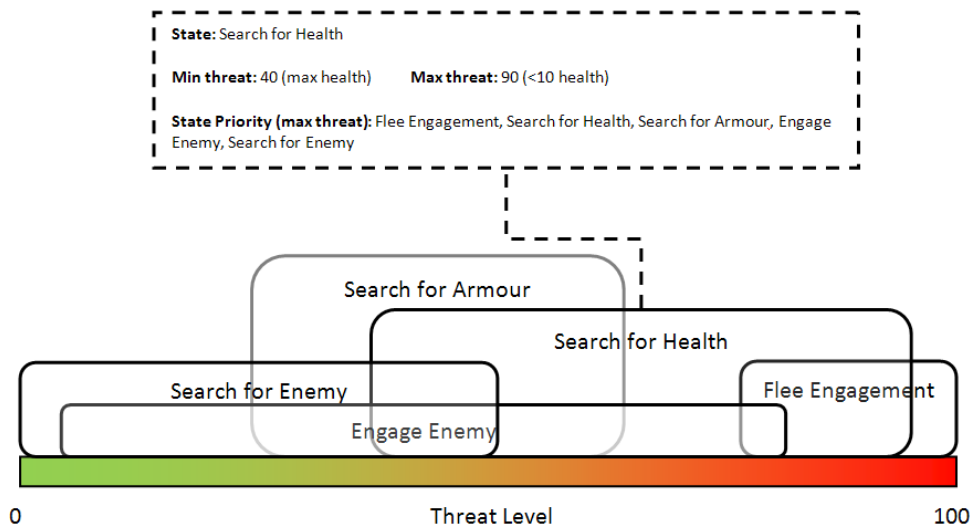 State: Search for Health
Min threat: 40 (max health) Max threat: 90 (<10 health)
State Priority (max threat): Flee Engagement, Search for Health, Search for Armour, Engage
Enemy, Search for Enemy
Search for Armour
Search for Health
Search for Enemy
Flee Engagement
Engage Enemy
0 Threat Level 100